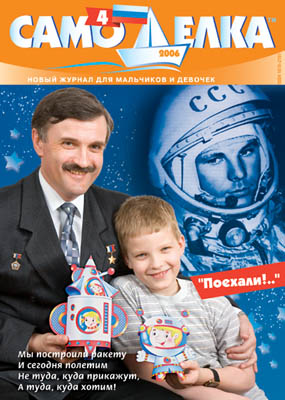 4
САМОДЕЛКА™
2006
НОВЫЙ ЖУРНАЛ ДЛЯ МАЛЬЧИКОВ И ДЕВОЧЕК
СССР
"Поехали!.."
Мы построили ракету
И сегодня полетим
Не туда, куда прикажут,
А туда, куда хотим!